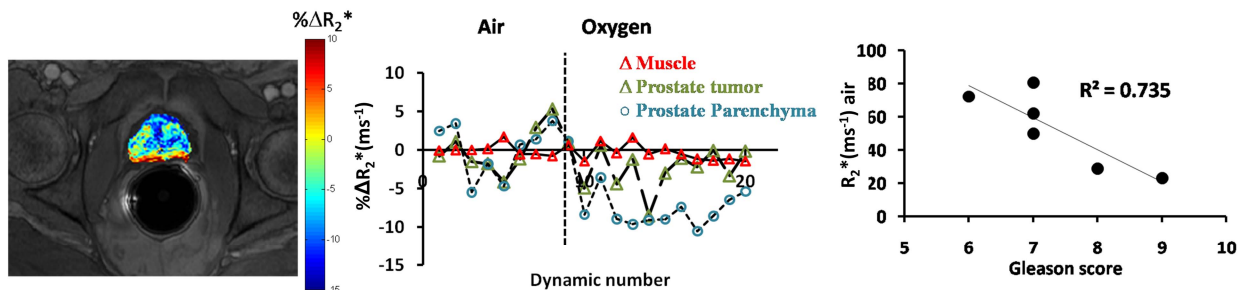 %ΔR₂*
10
5
0
-5
-10
15
Air
Oxygen
Δ Muscle
Δ Prostate tumor
○ Prostate Parenchyma
%ΔR₂*(ms⁻¹)
10
5
0
-5
-10
-15
0
20
Dynamic number
R₂*(ms⁻¹) air
100
80
60
40
20
0
R² = 0.735
5
6
7
8
9
10
Gleason score